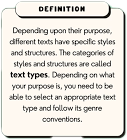 DEFINITION
Depending upon their purpose,
different texts have specific styles
and structures. The categories of
styles and structures are called
text types. Depending on what
your purpose is, you need to be
able to select an appropriate text
type and follow its genre
conventions.